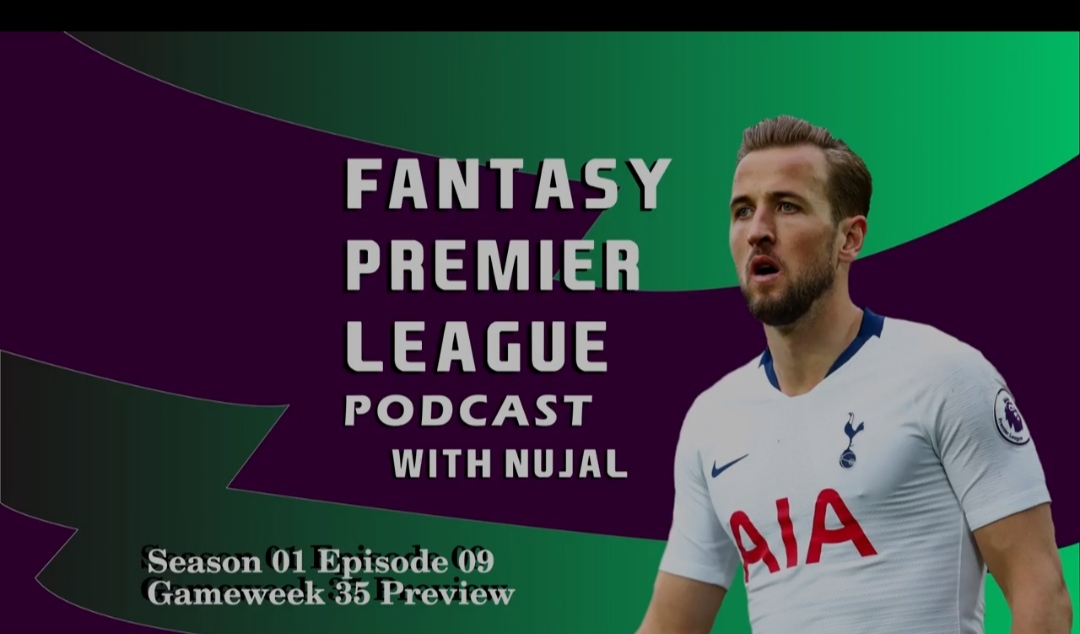 FANTASY
PREMIER
LEAGUE
PODCAST
WITH NUJAL
AIA
Season 01 Episode 09
Gameweek 35 Preview